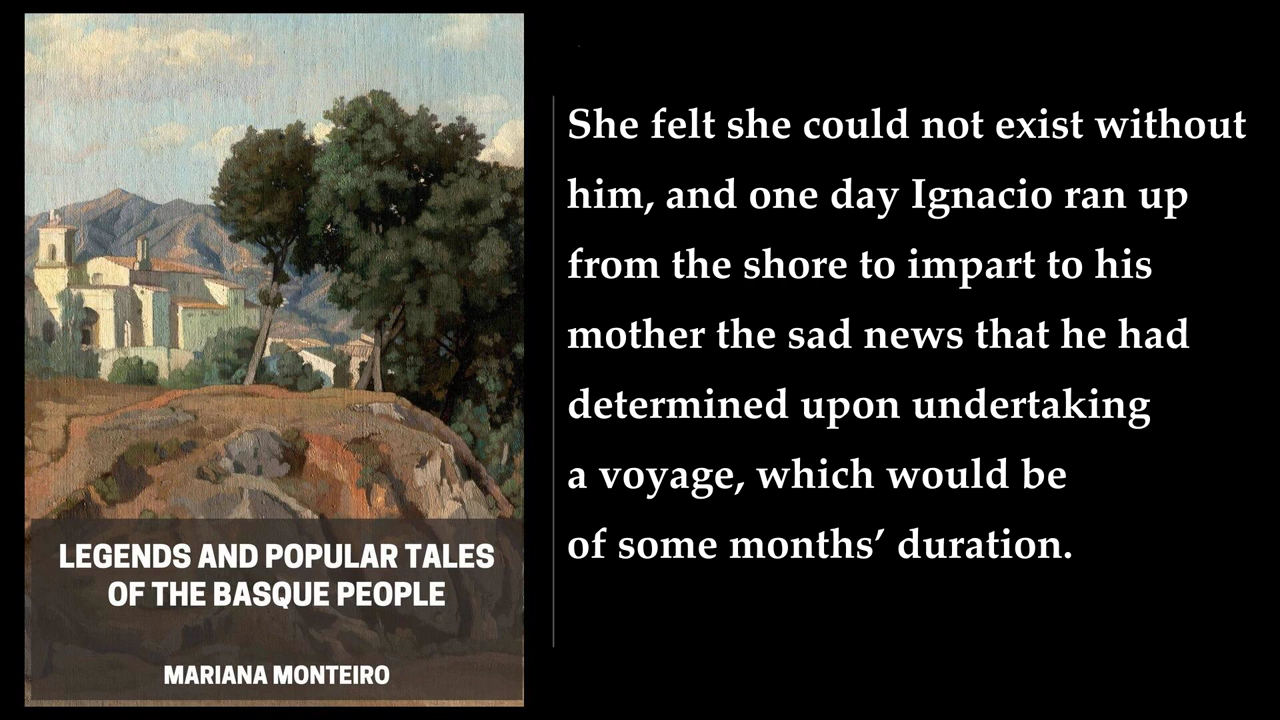 LEGENDS AND POPULAR TALES
OF THE BASQUE PEOPLE
MARIANA MONTEIRO
She felt she could not exist without
him, and one day Ignacio ran up
from the shore to impart to his
mother the sad news that he had
determined upon undertaking
a voyage, which would be
of some months’ duration.